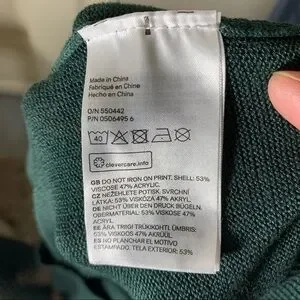 Made in China
Fabriqué en Chine
Hecho en China
O/N 550442
P/N 0506495 6
40
clevercare.info
GB DO NOT IRON ON PRINT. SHELL: 53%
VISCOSE 47% ACRYLIC.
CZ NEŽEHLETE POTISK. SVRCHNÍ
LÁTKA: 53% VISKÓZA 47% AKRYL.
DE NICHT ÜBER DEN DRUCK BÜGELN.
OBERMATERIAL: 53% VISKOSE 47%
ACRYL.
EE ÄRA TRIIGI TRÜKIKOHTI. ÜMBRIS:
53% VISKOOS 47% AKRÜÜL.
ES NO PLANCHAR EL MOTIVO
ESTAMPADO. TELA EXTERIOR: 53%